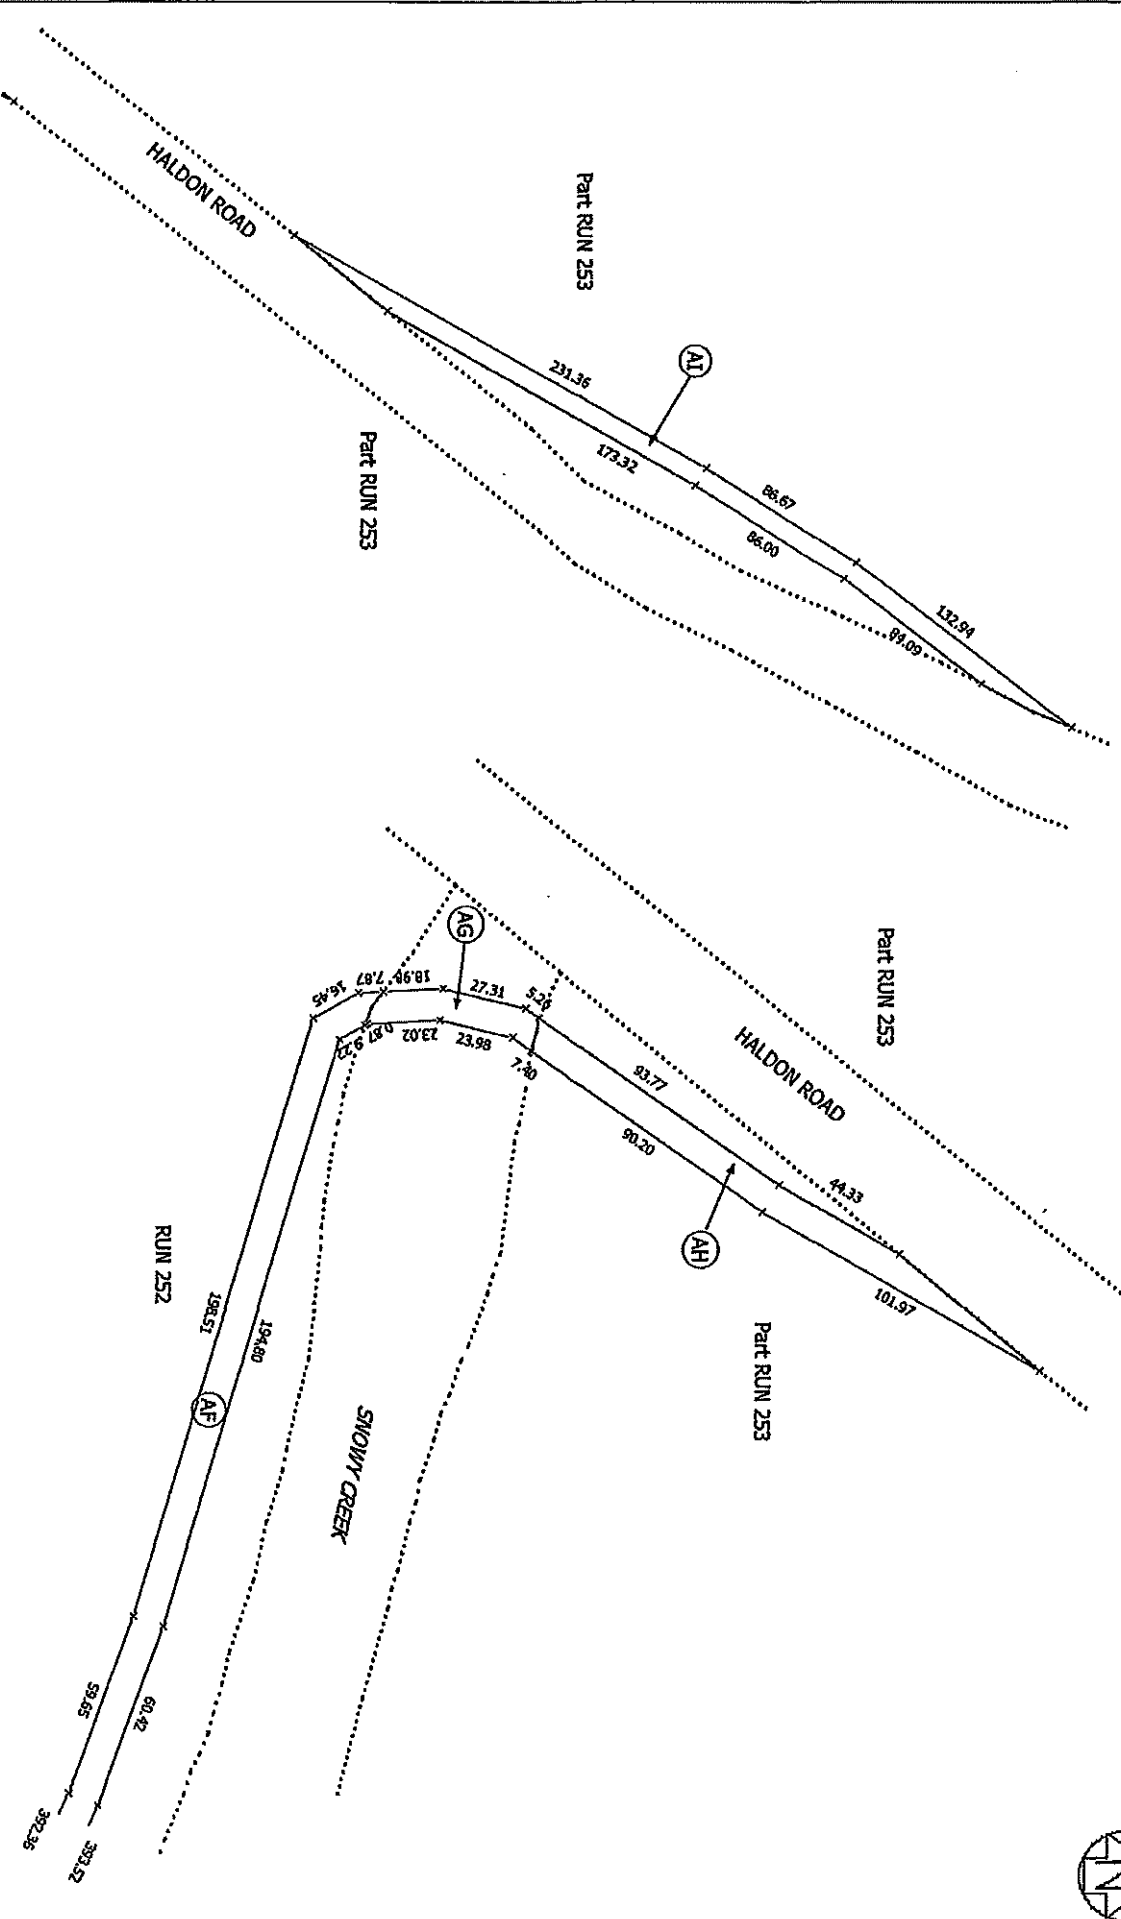 HALDON ROAD
Part RUN 253
AI
231.36
173.32
Part RUN 253
86.67
86.00
132.94
89.09
Part RUN 253
HALDON ROAD
AG
5.20
27.31
18.98
7.87
16.45
9.22
0.87
23.02
23.98
7.40
93.77
90.20
44.33
101.97
AH
Part RUN 253
RUN 252
198.51
194.80
AF
SNOWY CREEK
59.65
60.42
392.36
393.52
N